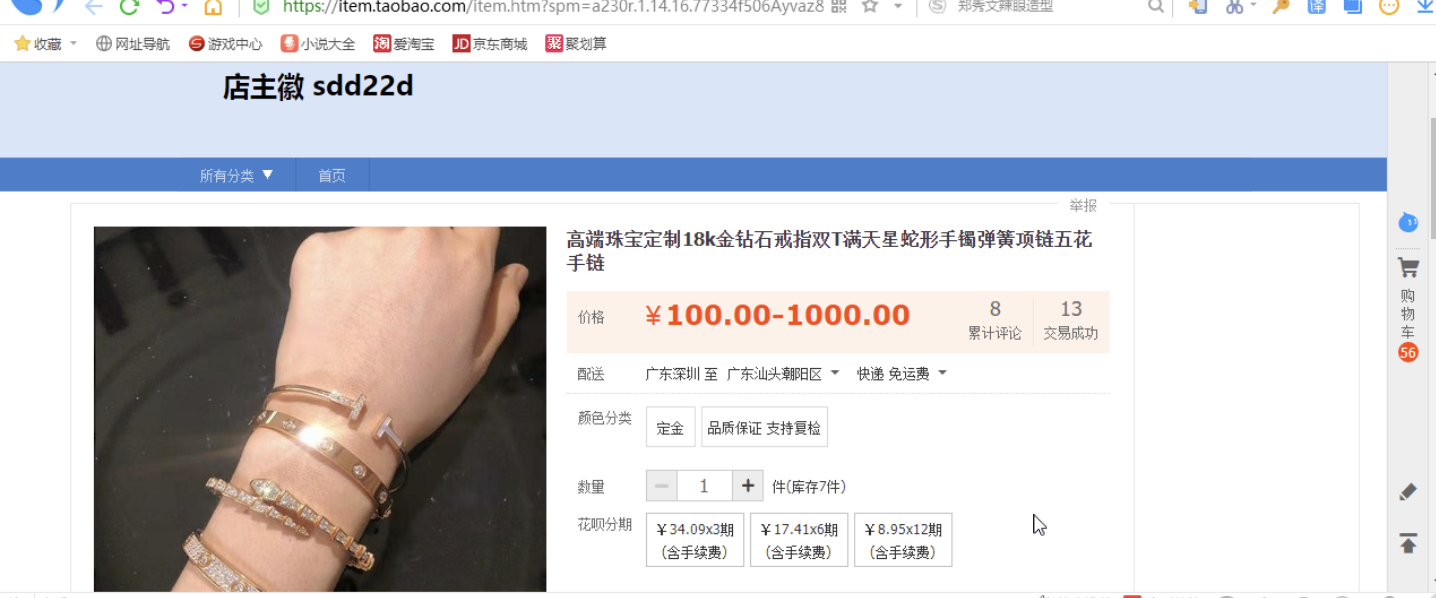 https://item.taobao.com/item.htm?spm=a230r.1.14.16.77334f506Ayvaz8
郑秀文辣服造型
收藏 网址导航 游戏中心 小说大全 淘 爱淘宝 JD 京东商城 聚 聚划算
译
店主徽 sdd22d
所有分类 ▼ 首页
举报
高端珠宝定制18k金钻石戒指双T满天星蛇形手镯弹簧项链五花
手链
价格 ¥100.00-1000.00
8 13
累计评论 交易成功
配送 广东深圳 至 广东汕头潮阳区 快递 免运费
颜色分类 定金 品质保证 支持复检
数量 − 1 + 件(库存7件)
花呗分期 ¥34.09x3期 ¥17.41x6期 ¥8.95x12期
(含手续费) (含手续费) (含手续费)
购
物
车
56